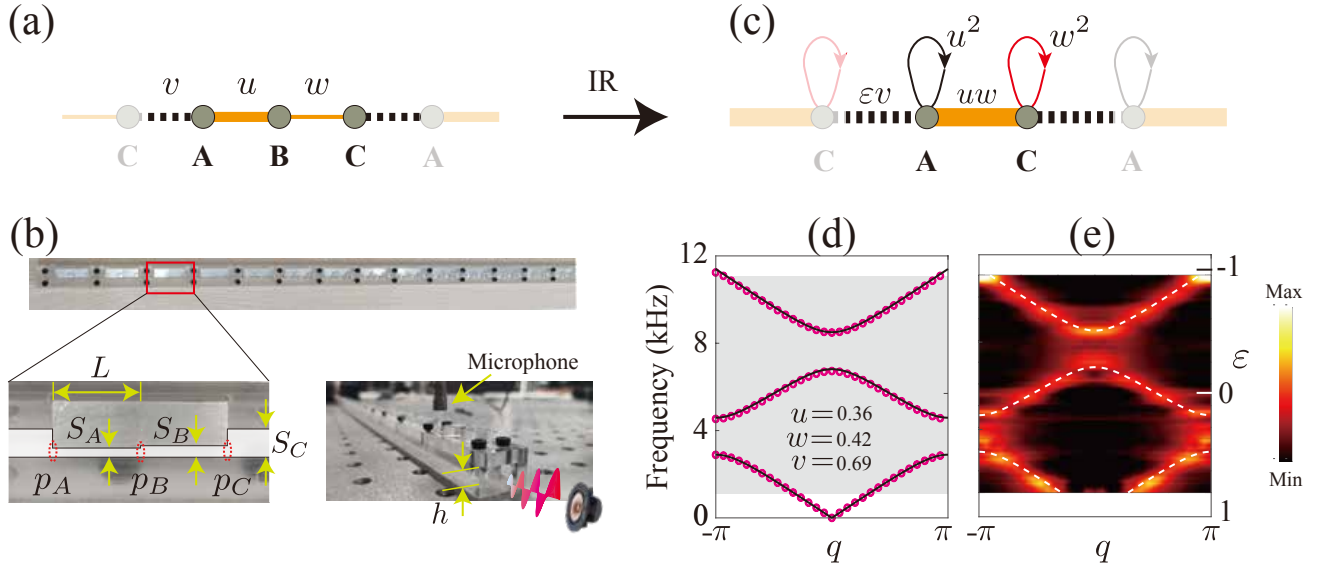 (a)
v u w
C A B C A
IR
(c)
u² w²
εv uw
C A C A
(b)
L
S_A S_B S_C
p_A p_B p_C
Microphone
h
(d)
Frequency (kHz)
12
8
4
0
u=0.36
w=0.42
v=0.69
-π q π
(e)
-1
0
1
ε
-π q π
Max
Min